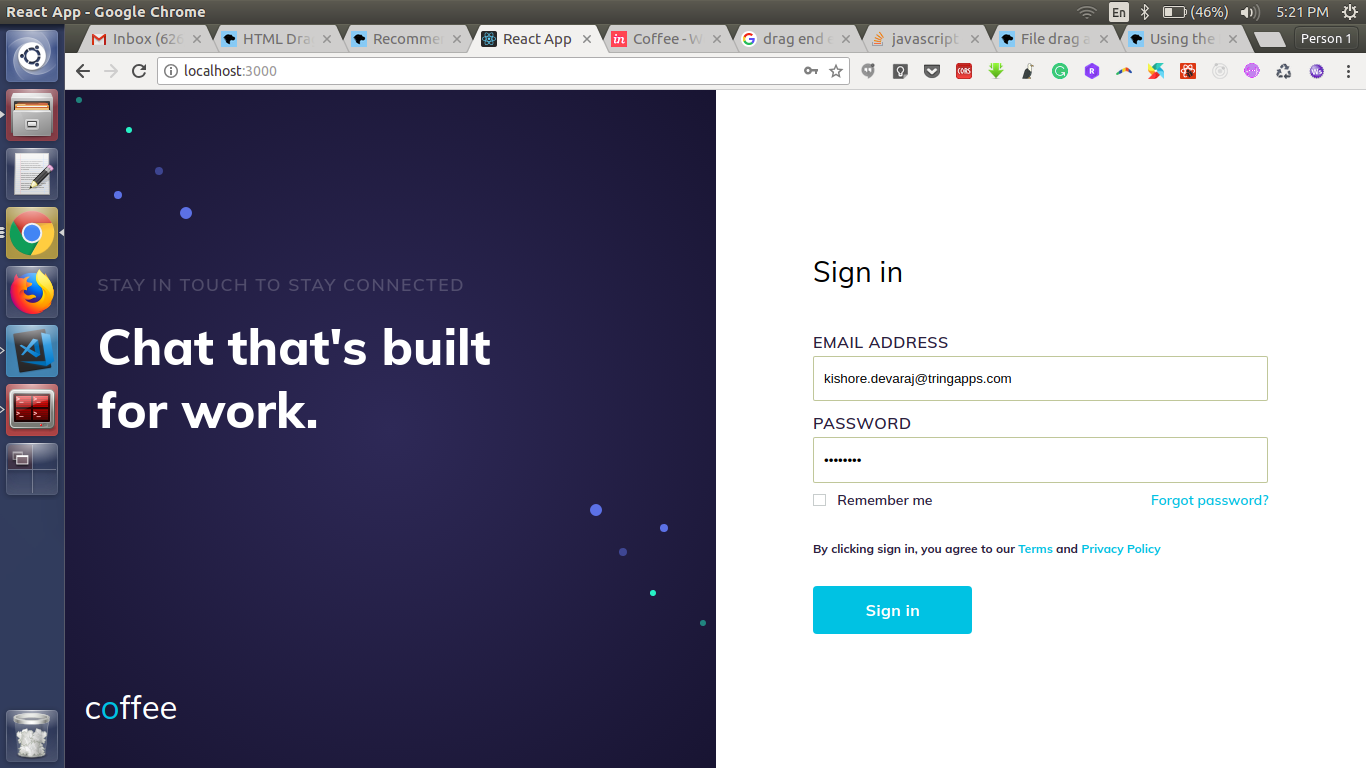 React App - Google Chrome
En
(46%)
5:21 PM
Inbox (626
HTML Dra
Recomme
React App
Coffee - W
drag end e
javascript
File drag a
Using the
Person 1
localhost:3000
CORS
STAY IN TOUCH TO STAY CONNECTED
Chat that's built
for work.
coffee
Sign in
EMAIL ADDRESS
kishore.devaraj@tringapps.com
PASSWORD
••••••••
Remember me
Forgot password?
By clicking sign in, you agree to our Terms and Privacy Policy
Sign in